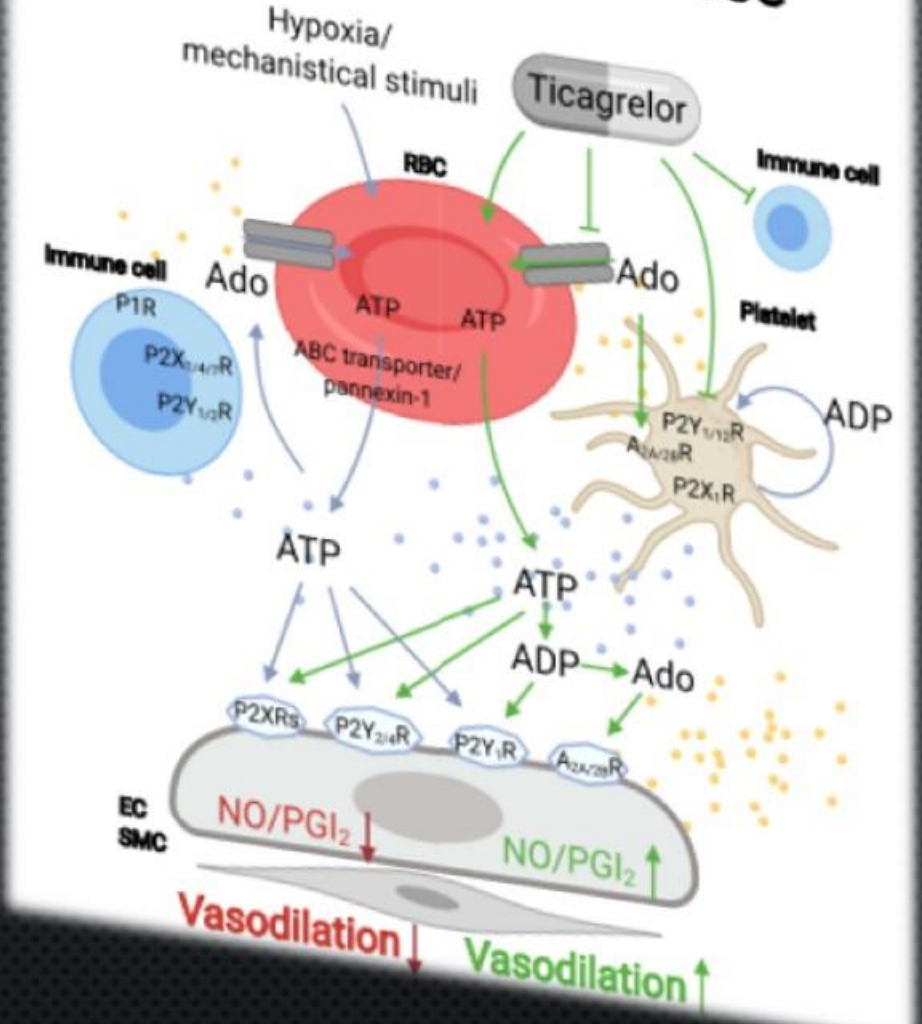 Hypoxia/
mechanistical stimuli
Ticagrelor
RBC
Immune cell
Immune cell
P1R
P2X1/4/7R
P2Y1/2R
Ado
Ado
ATP
ATP
ABC transporter/
pannexin-1
Platelet
ADP
P2Y1/12R
A2A/2BR
P2X1R
ATP
ATP
ADP
Ado
P2XRs
P2Y2/4R
P2Y1R
A2A/2BR
EC
SMC
NO/PGI2
NO/PGI2
Vasodilation
Vasodilation